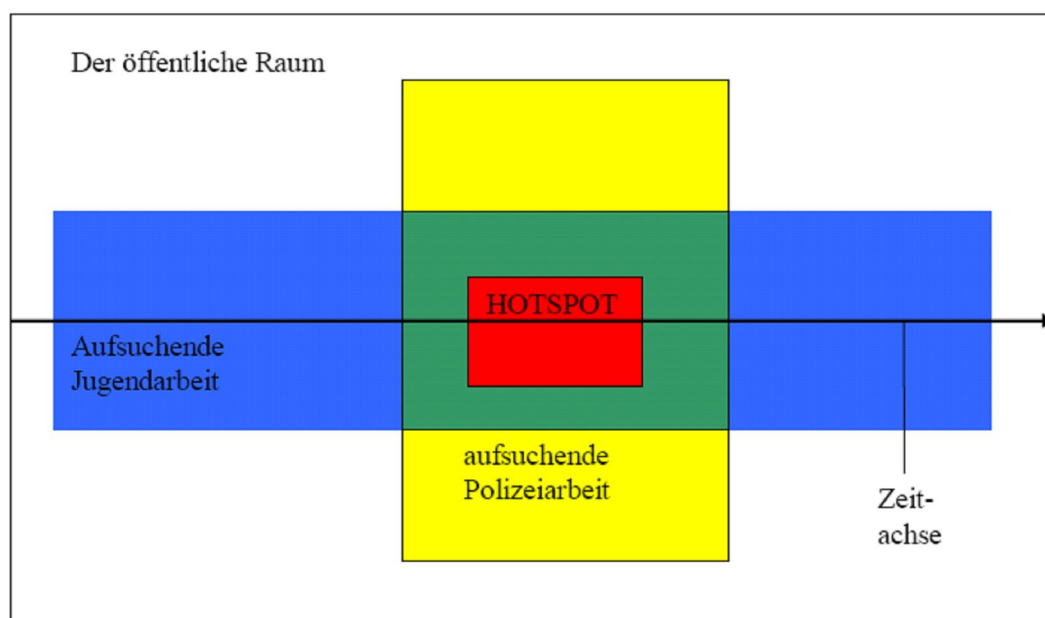 Der öffentliche Raum
HOTSPOT
Aufsuchende
Jugendarbeit
aufsuchende
Polizeiarbeit
Zeit-
achse